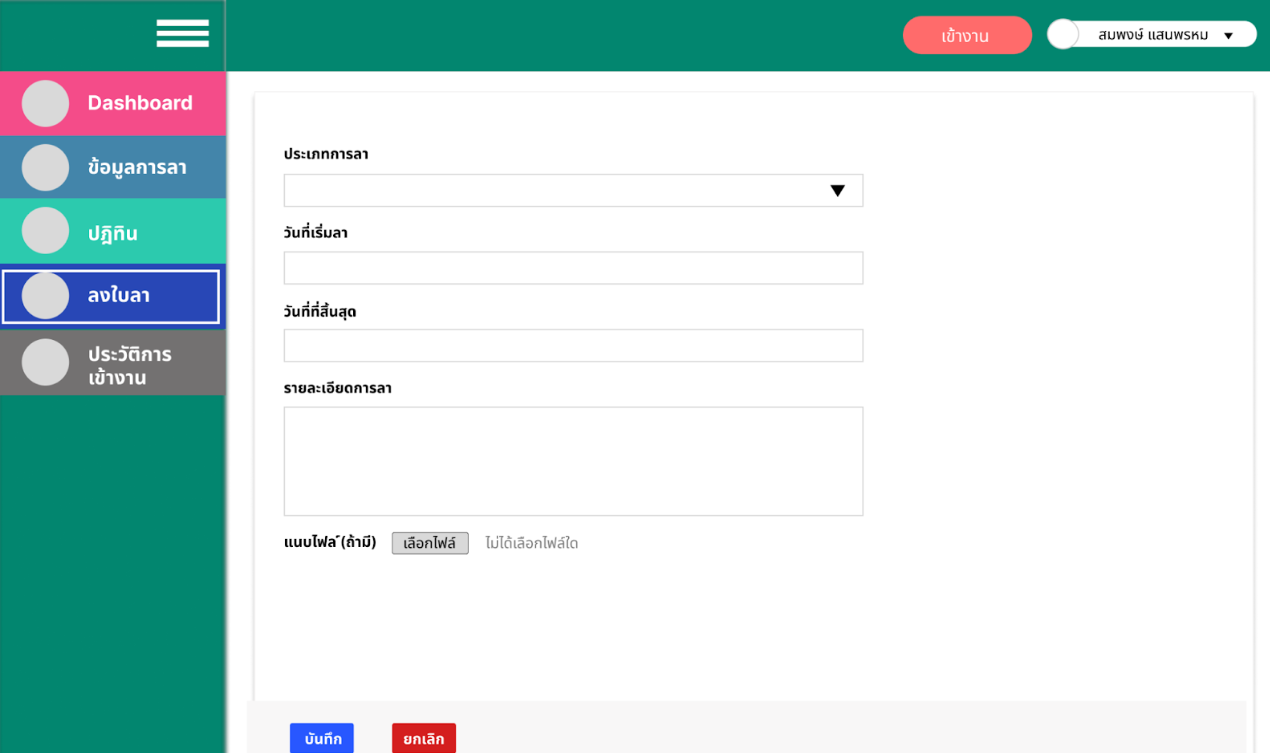 เข้างาน
สมพงษ์ แสนพรหม
Dashboard
ข้อมูลการลา
ปฎิทิน
ลงใบลา
ประวัติการ
เข้างาน
ประเภทการลา
วันที่เริ่มลา
วันที่ที่สิ้นสุด
รายละเอียดการลา
แนบไฟล์ (ถ้ามี)
เลือกไฟล์
ไม่ได้เลือกไฟล์ใด
บันทึก
ยกเลิก